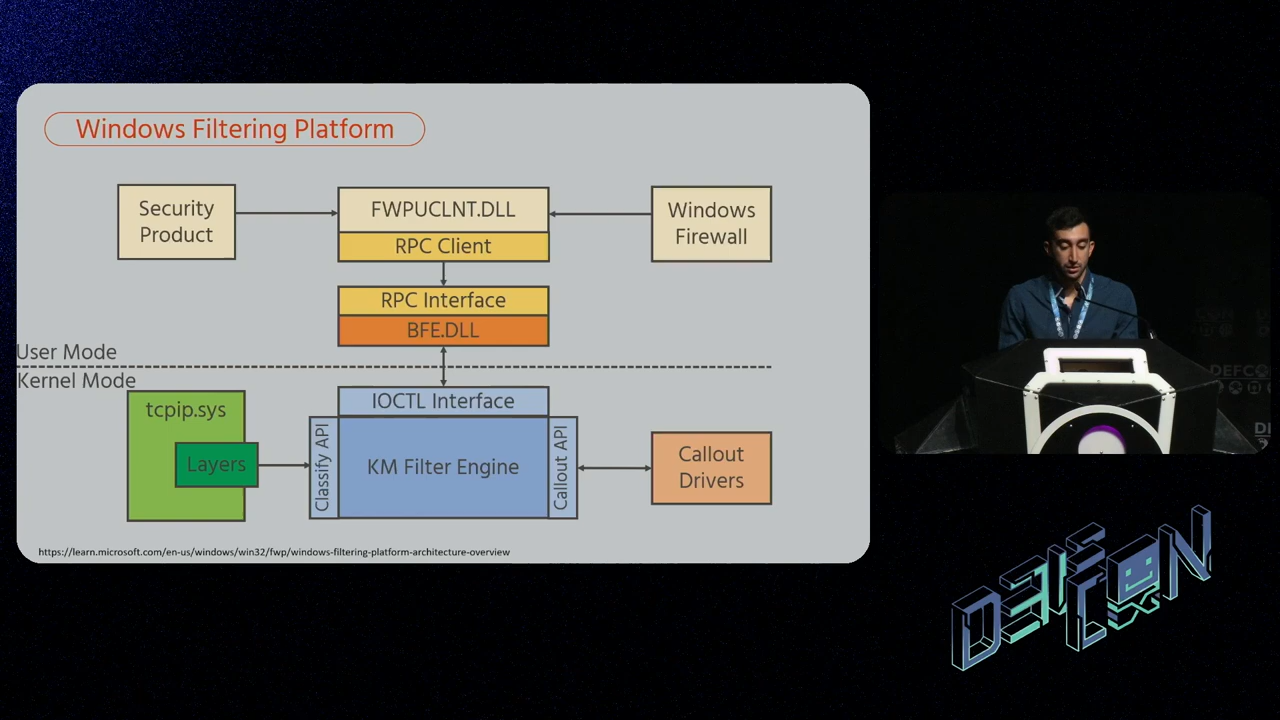 Windows Filtering Platform
Security
Product
FWPUCLNT.DLL
RPC Client
Windows
Firewall
RPC Interface
BFE.DLL
User Mode
Kernel Mode
tcpip.sys
Layers
IOCTL Interface
Classify API
KM Filter Engine
Callout API
Callout
Drivers
https://learn.microsoft.com/en-us/windows/win32/fwp/windows-filtering-platform-architecture-overview
DEFCON